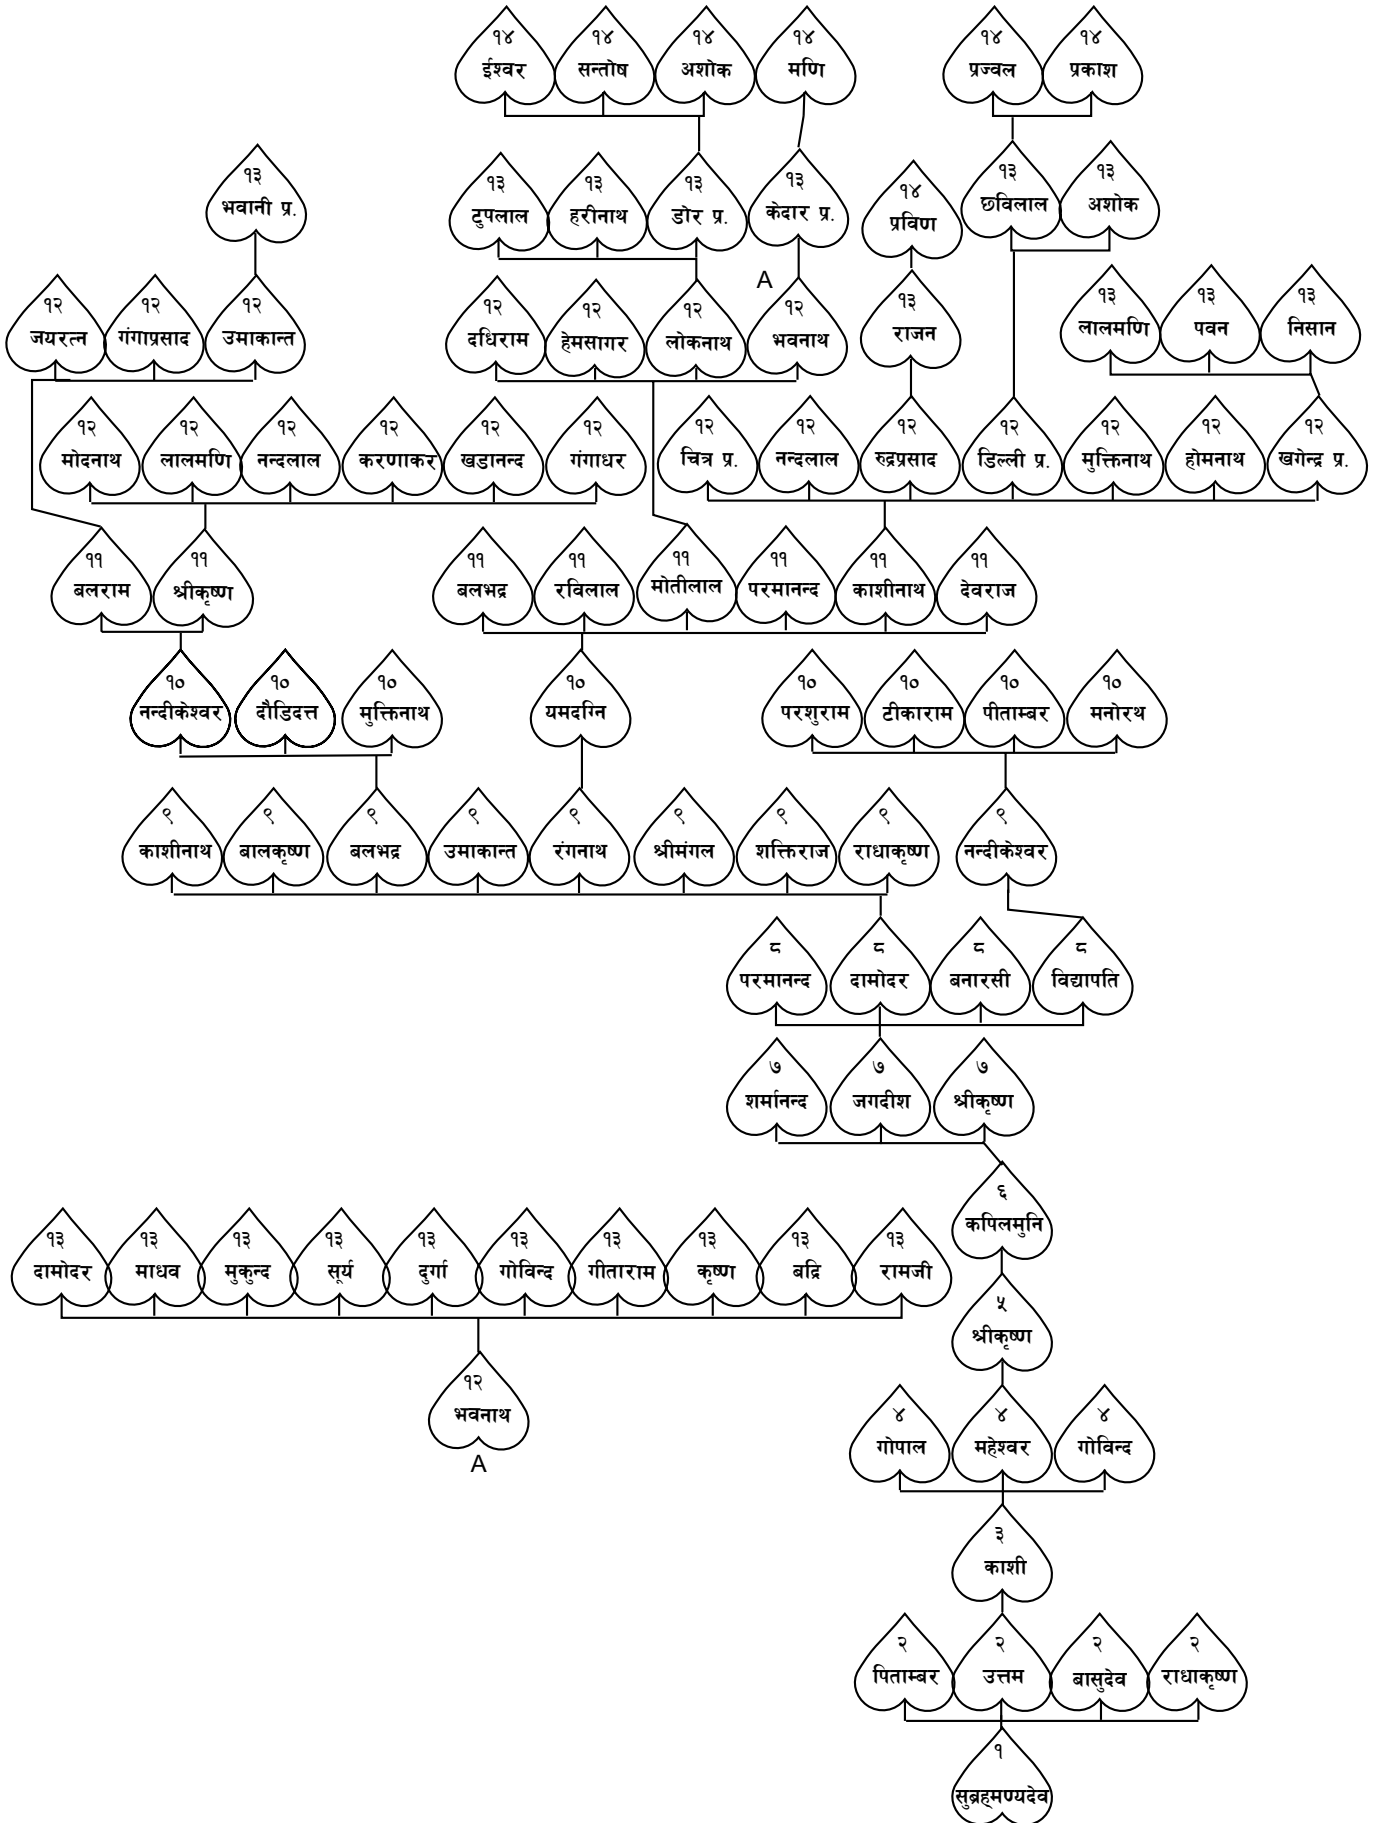 १४ १४ १४ १४ १४ १४
ईश्वर सन्तोष अशोक मणि प्रज्वल प्रकाश
१३ १३ १३ १३ १३ १४ १३ १३
भवानी प्र. टुपलाल हरीनाथ डोर प्र. केदार प्र. प्रविण छविलाल अशोक
A
१२ १२ १२ १२ १२ १२ १२ १३ १३ १३ १३
जयरत्न गंगाप्रसाद उमाकान्त दधिराम हेमसागर लोकनाथ भवनाथ राजन लालमणि पवन निसान
१२ १२ १२ १२ १२ १२ १२ १२ १२ १२ १२ १२ १२
मोदनाथ लालमणि नन्दलाल करणाकर खडानन्द गंगाधर चित्र प्र. नन्दलाल रुद्रप्रसाद डिल्ली प्र. मुक्तिनाथ होमनाथ खगेन्द्र प्र.
११ ११ ११ ११ ११ ११ ११ ११
बलराम श्रीकृष्ण बलभद्र रविलाल मोतीलाल परमानन्द काशीनाथ देवराज
१० १० १० १० १० १० १० १०
नन्दीकेश्वर दौडिदत्त मुक्तिनाथ यमदग्नि परशुराम टीकाराम पीताम्बर मनोरथ
९ ९ ९ ९ ९ ९ ९ ९ ९
काशीनाथ बालकृष्ण बलभद्र उमाकान्त रंगनाथ श्रीमंगल शक्तिराज राधाकृष्ण नन्दीकेश्वर
८ ८ ८ ८
परमानन्द दामोदर बनारसी विद्यापति
७ ७ ७
शर्मानन्द जगदीश श्रीकृष्ण
६
कपिलमुनि
१३ १३ १३ १३ १३ १३ १३ १३ १३ १३
दामोदर माधव मुकुन्द सूर्य दुर्गा गोविन्द गीताराम कृष्ण बद्रि रामजी
५
श्रीकृष्ण
१२
भवनाथ
A
४ ४ ४
गोपाल महेश्वर गोविन्द
३
काशी
२ २ २ २
पिताम्बर उत्तम बासुदेव राधाकृष्ण
१
सुब्रह्मण्यदेव